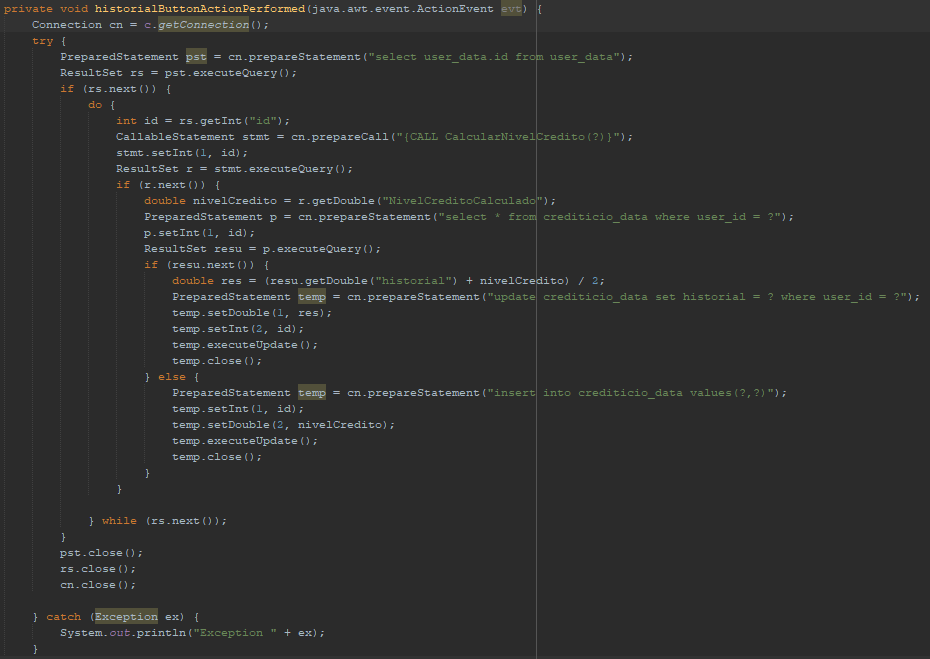 private void historialButtonActionPerformed(java.awt.event.ActionEvent evt) {
    Connection cn = c.getConnection();
    try {
        PreparedStatement pst = cn.prepareStatement("select user_data.id from user_data");
        ResultSet rs = pst.executeQuery();
        if (rs.next()) {
            do {
                int id = rs.getInt("id");
                CallableStatement stmt = cn.prepareCall("{CALL CalcularNivelCredito(?)}");
                stmt.setInt(1, id);
                ResultSet r = stmt.executeQuery();
                if (r.next()) {
                    double nivelCredito = r.getDouble("NivelCreditoCalculado");
                    PreparedStatement p = cn.prepareStatement("select * from crediticio_data where user_id = ?");
                    p.setInt(1, id);
                    ResultSet resu = p.executeQuery();
                    if (resu.next()) {
                        double res = (resu.getDouble("historial") + nivelCredito) / 2;
                        PreparedStatement temp = cn.prepareStatement("update crediticio_data set historial = ? where user_id = ?");
                        temp.setDouble(1, res);
                        temp.setInt(2, id);
                        temp.executeUpdate();
                        temp.close();
                    } else {
                        PreparedStatement temp = cn.prepareStatement("insert into crediticio_data values(?,?)");
                        temp.setInt(1, id);
                        temp.setDouble(2, nivelCredito);
                        temp.executeUpdate();
                        temp.close();
                    }
                }

            } while (rs.next());
        }
        pst.close();
        rs.close();
        cn.close();

    } catch (Exception ex) {
        System.out.println("Exception " + ex);
    }